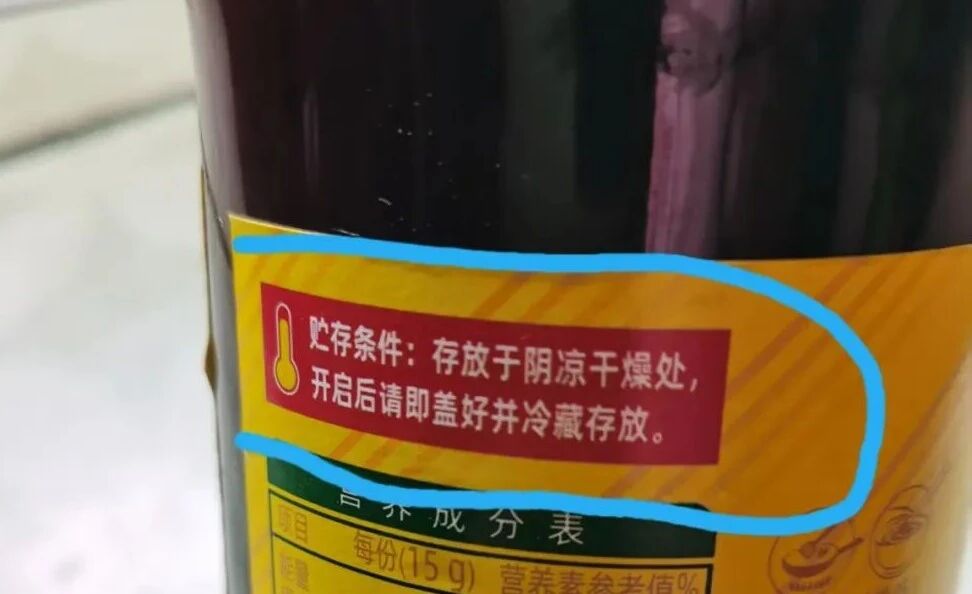 贮存条件：存放于阴凉干燥处，
开启后请即盖好并冷藏存放。
营养成分表
项目 每份(15 g) 营养素参考值%
能量